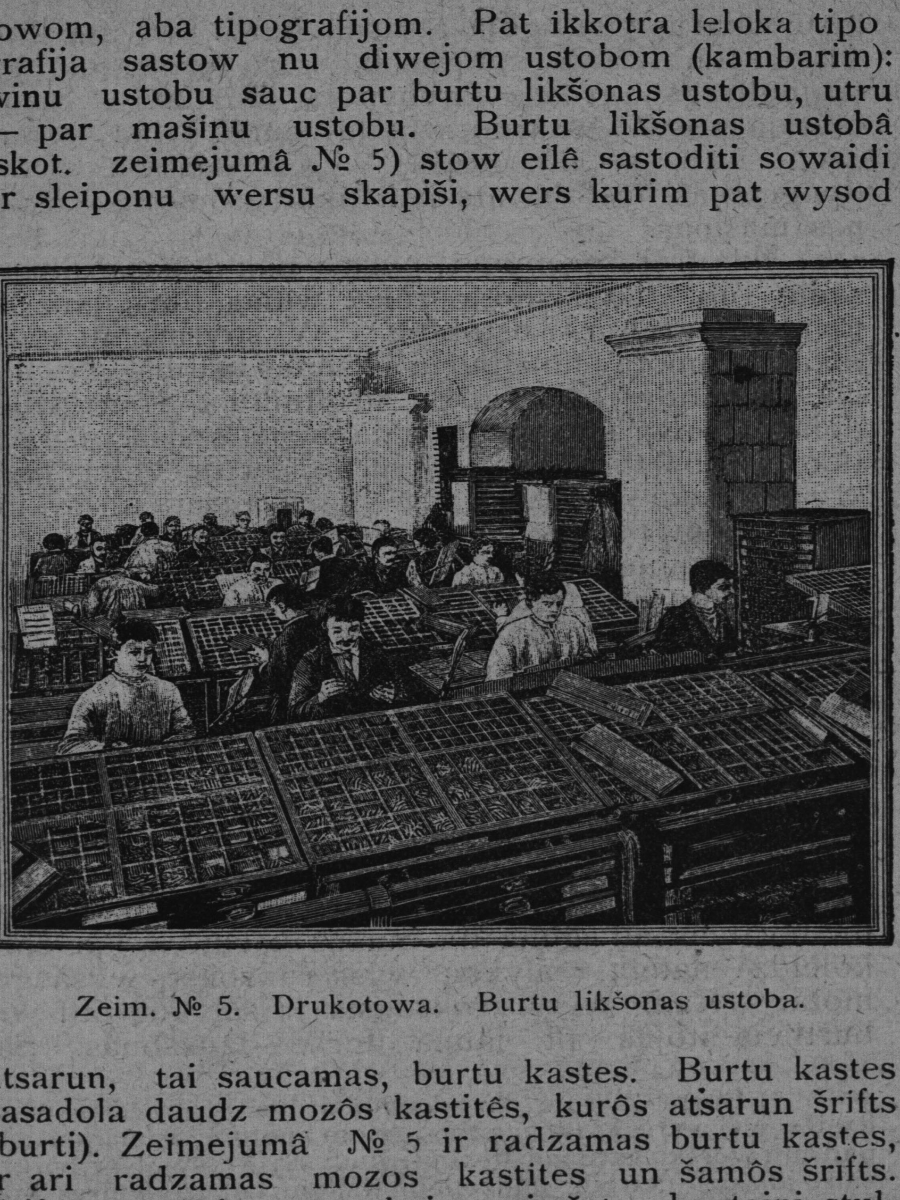 owom, aba tipografijom. Pat ikkotra leloka tipo
rafija sastow nu diwejom ustobom (kambarim):
vinu ustobu sauc par burtu likšonas ustobu, utru
— par mašinu ustobu. Burtu likšonas ustobâ
skot. zeimejumâ № 5) stow eilê sastoditi sowaidi
r sleiponu wersu skapiši, wers kurim pat wysod
Zeim. № 5. Drukotowa. Burtu likšonas ustoba.
tsarun, tai saucamas, burtu kastes. Burtu kastes
asadola daudz mozôs kastitês, kurôs atsarun šrifts
burti). Zeimejumâ № 5 ir radzamas burtu kastes,
r ari radzamas mozos kastites un šamôs šrifts.